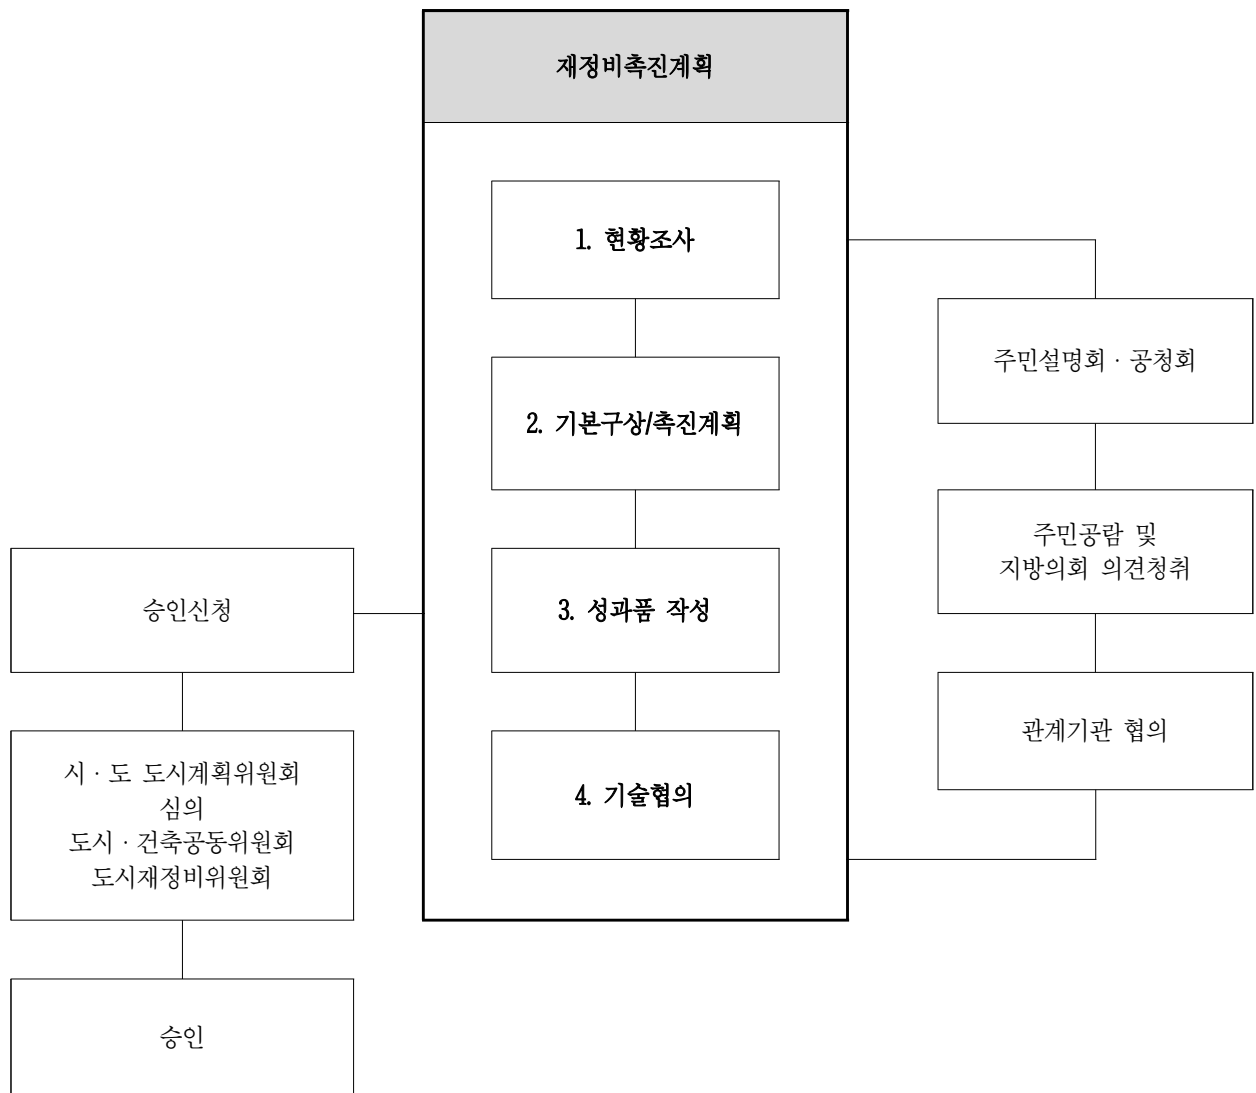 재정비촉진계획
1. 현황조사
2. 기본구상/촉진계획
3. 성과품 작성
4. 기술협의
주민설명회 · 공청회
주민공람 및
지방의회 의견청취
관계기관 협의
승인신청
시 · 도 도시계획위원회
심의
도시 · 건축공동위원회
도시재정비위원회
승인